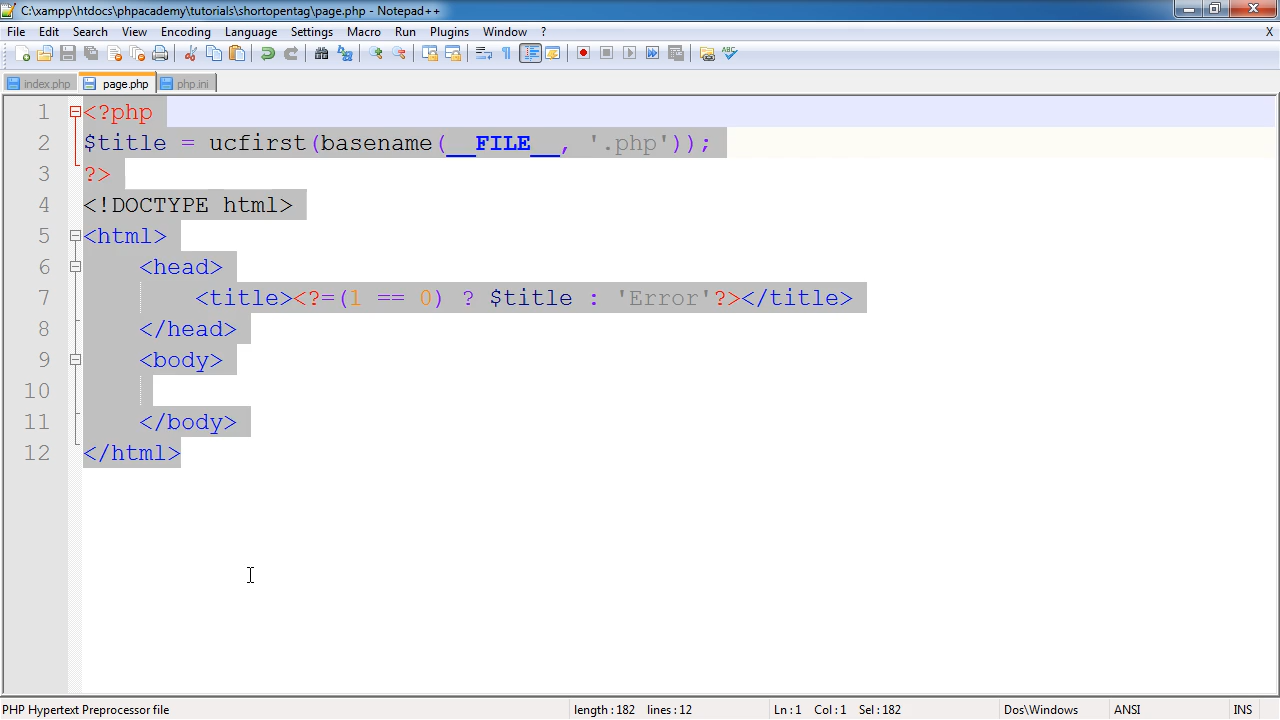 C:\xampp\htdocs\phpacademy\tutorials\shortopentag\page.php - Notepad++
File Edit Search View Encoding Language Settings Macro Run Plugins Window ? X
index.php page.php php.ini
1 <?php
2 $title = ucfirst(basename(__FILE__, '.php'));
3 ?>
4 <!DOCTYPE html>
5 <html>
6 <head>
7 <title><?=(1 == 0) ? $title : 'Error'?></title>
8 </head>
9 <body>
10
11 </body>
12 </html>
PHP Hypertext Preprocessor file length : 182 lines : 12 Ln : 1 Col : 1 Sel : 182 Dos\Windows ANSI INS